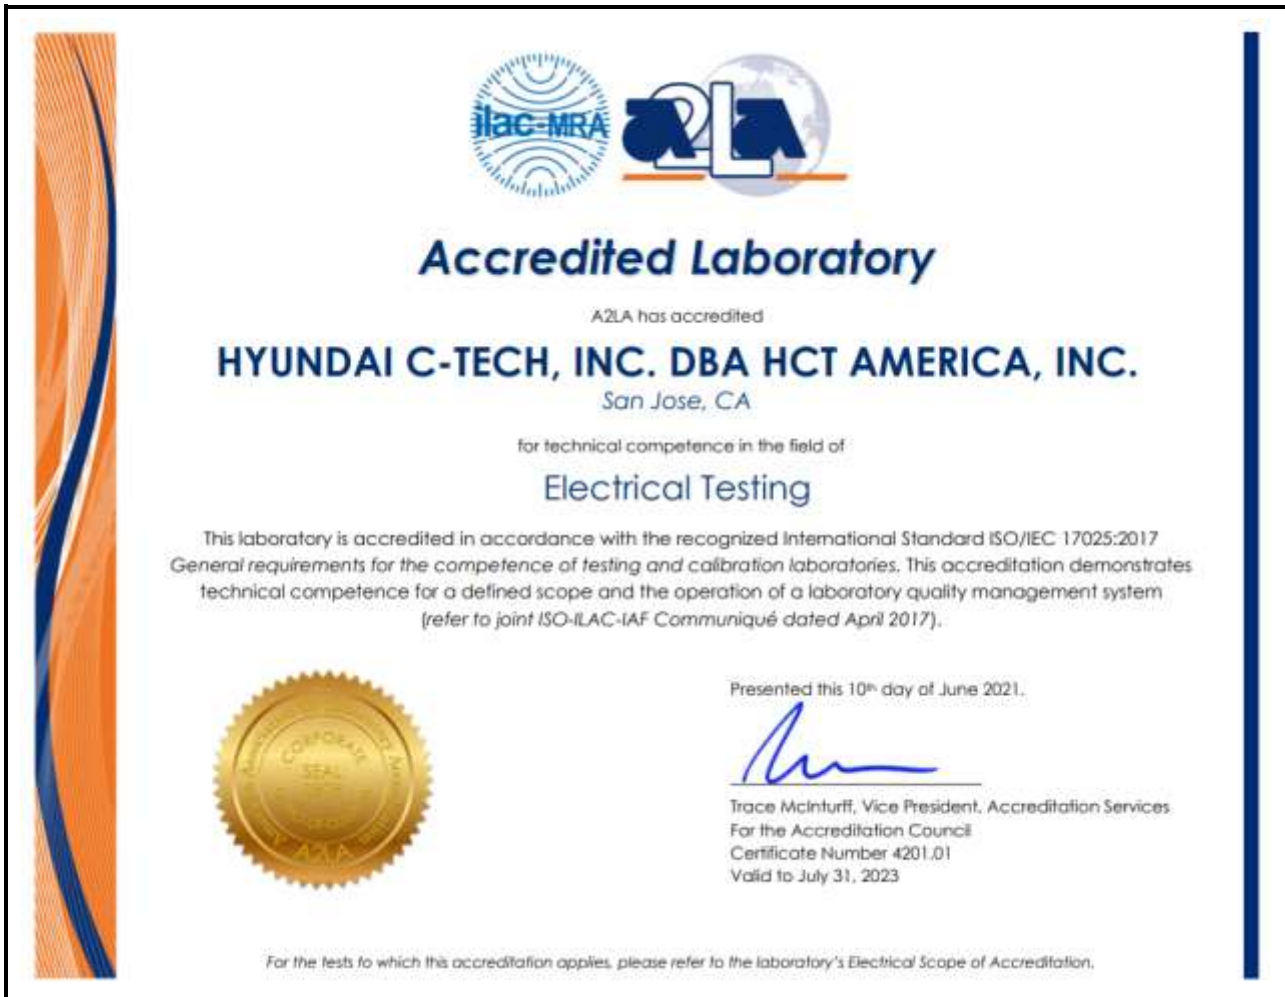 ilac-MRA
A2LA
Accredited Laboratory
A2LA has accredited
HYUNDAI C-TECH, INC. DBA HCT AMERICA, INC.
San Jose, CA
for technical competence in the field of
Electrical Testing
This laboratory is accredited in accordance with the recognized International Standard ISO/IEC 17025:2017
General requirements for the competence of testing and calibration laboratories. This accreditation demonstrates
technical competence for a defined scope and the operation of a laboratory quality management system
(refer to joint ISO-ILAC-IAF Communiqué dated April 2017).
CORPORATE
SEAL
A2LA
Presented this 10th day of June 2021.
Trace McInturff, Vice President, Accreditation Services
For the Accreditation Council
Certificate Number 4201.01
Valid to July 31, 2023
For the tests to which this accreditation applies, please refer to the laboratory's Electrical Scope of Accreditation.